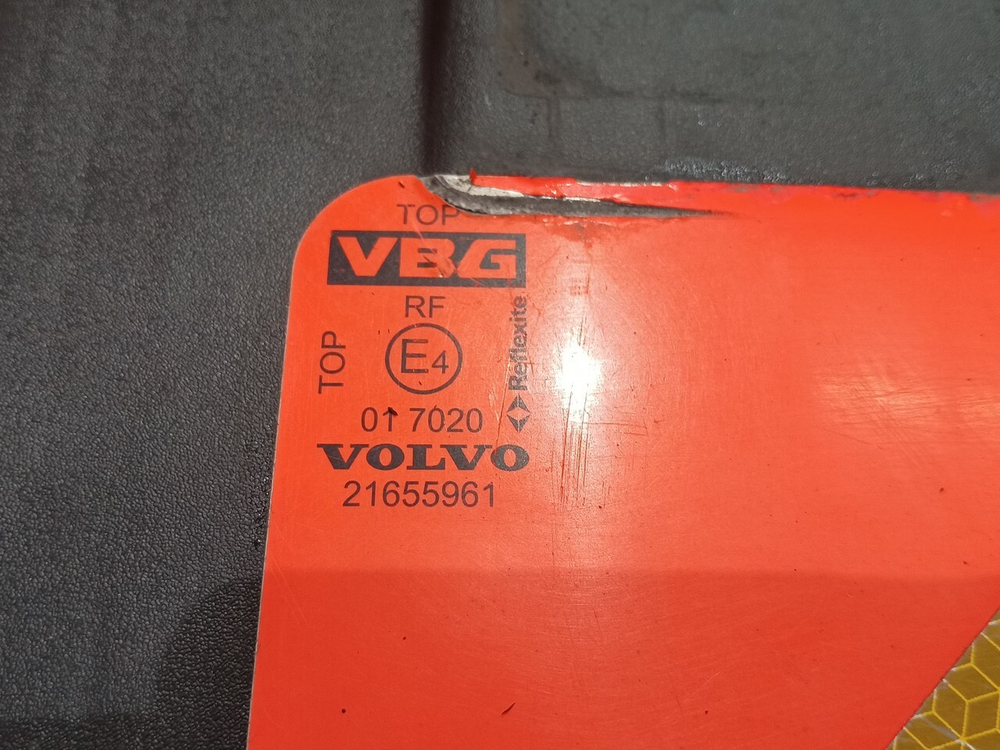 TOP
VBG
RF
TOP
E4
Reflexite
01 7020
VOLVO
21655961